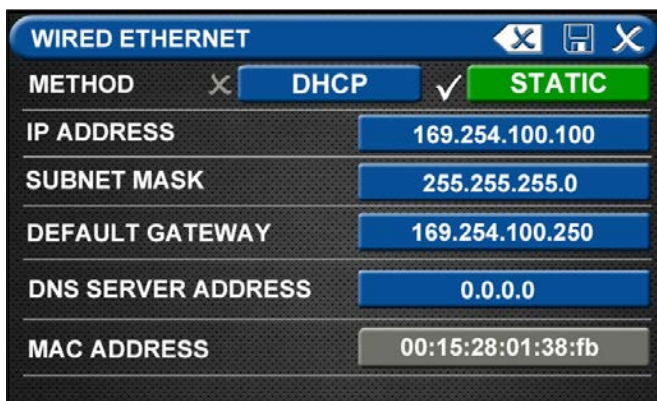 WIRED ETHERNET
METHOD DHCP STATIC
IP ADDRESS 169.254.100.100
SUBNET MASK 255.255.255.0
DEFAULT GATEWAY 169.254.100.250
DNS SERVER ADDRESS 0.0.0.0
MAC ADDRESS 00:15:28:01:38:fb